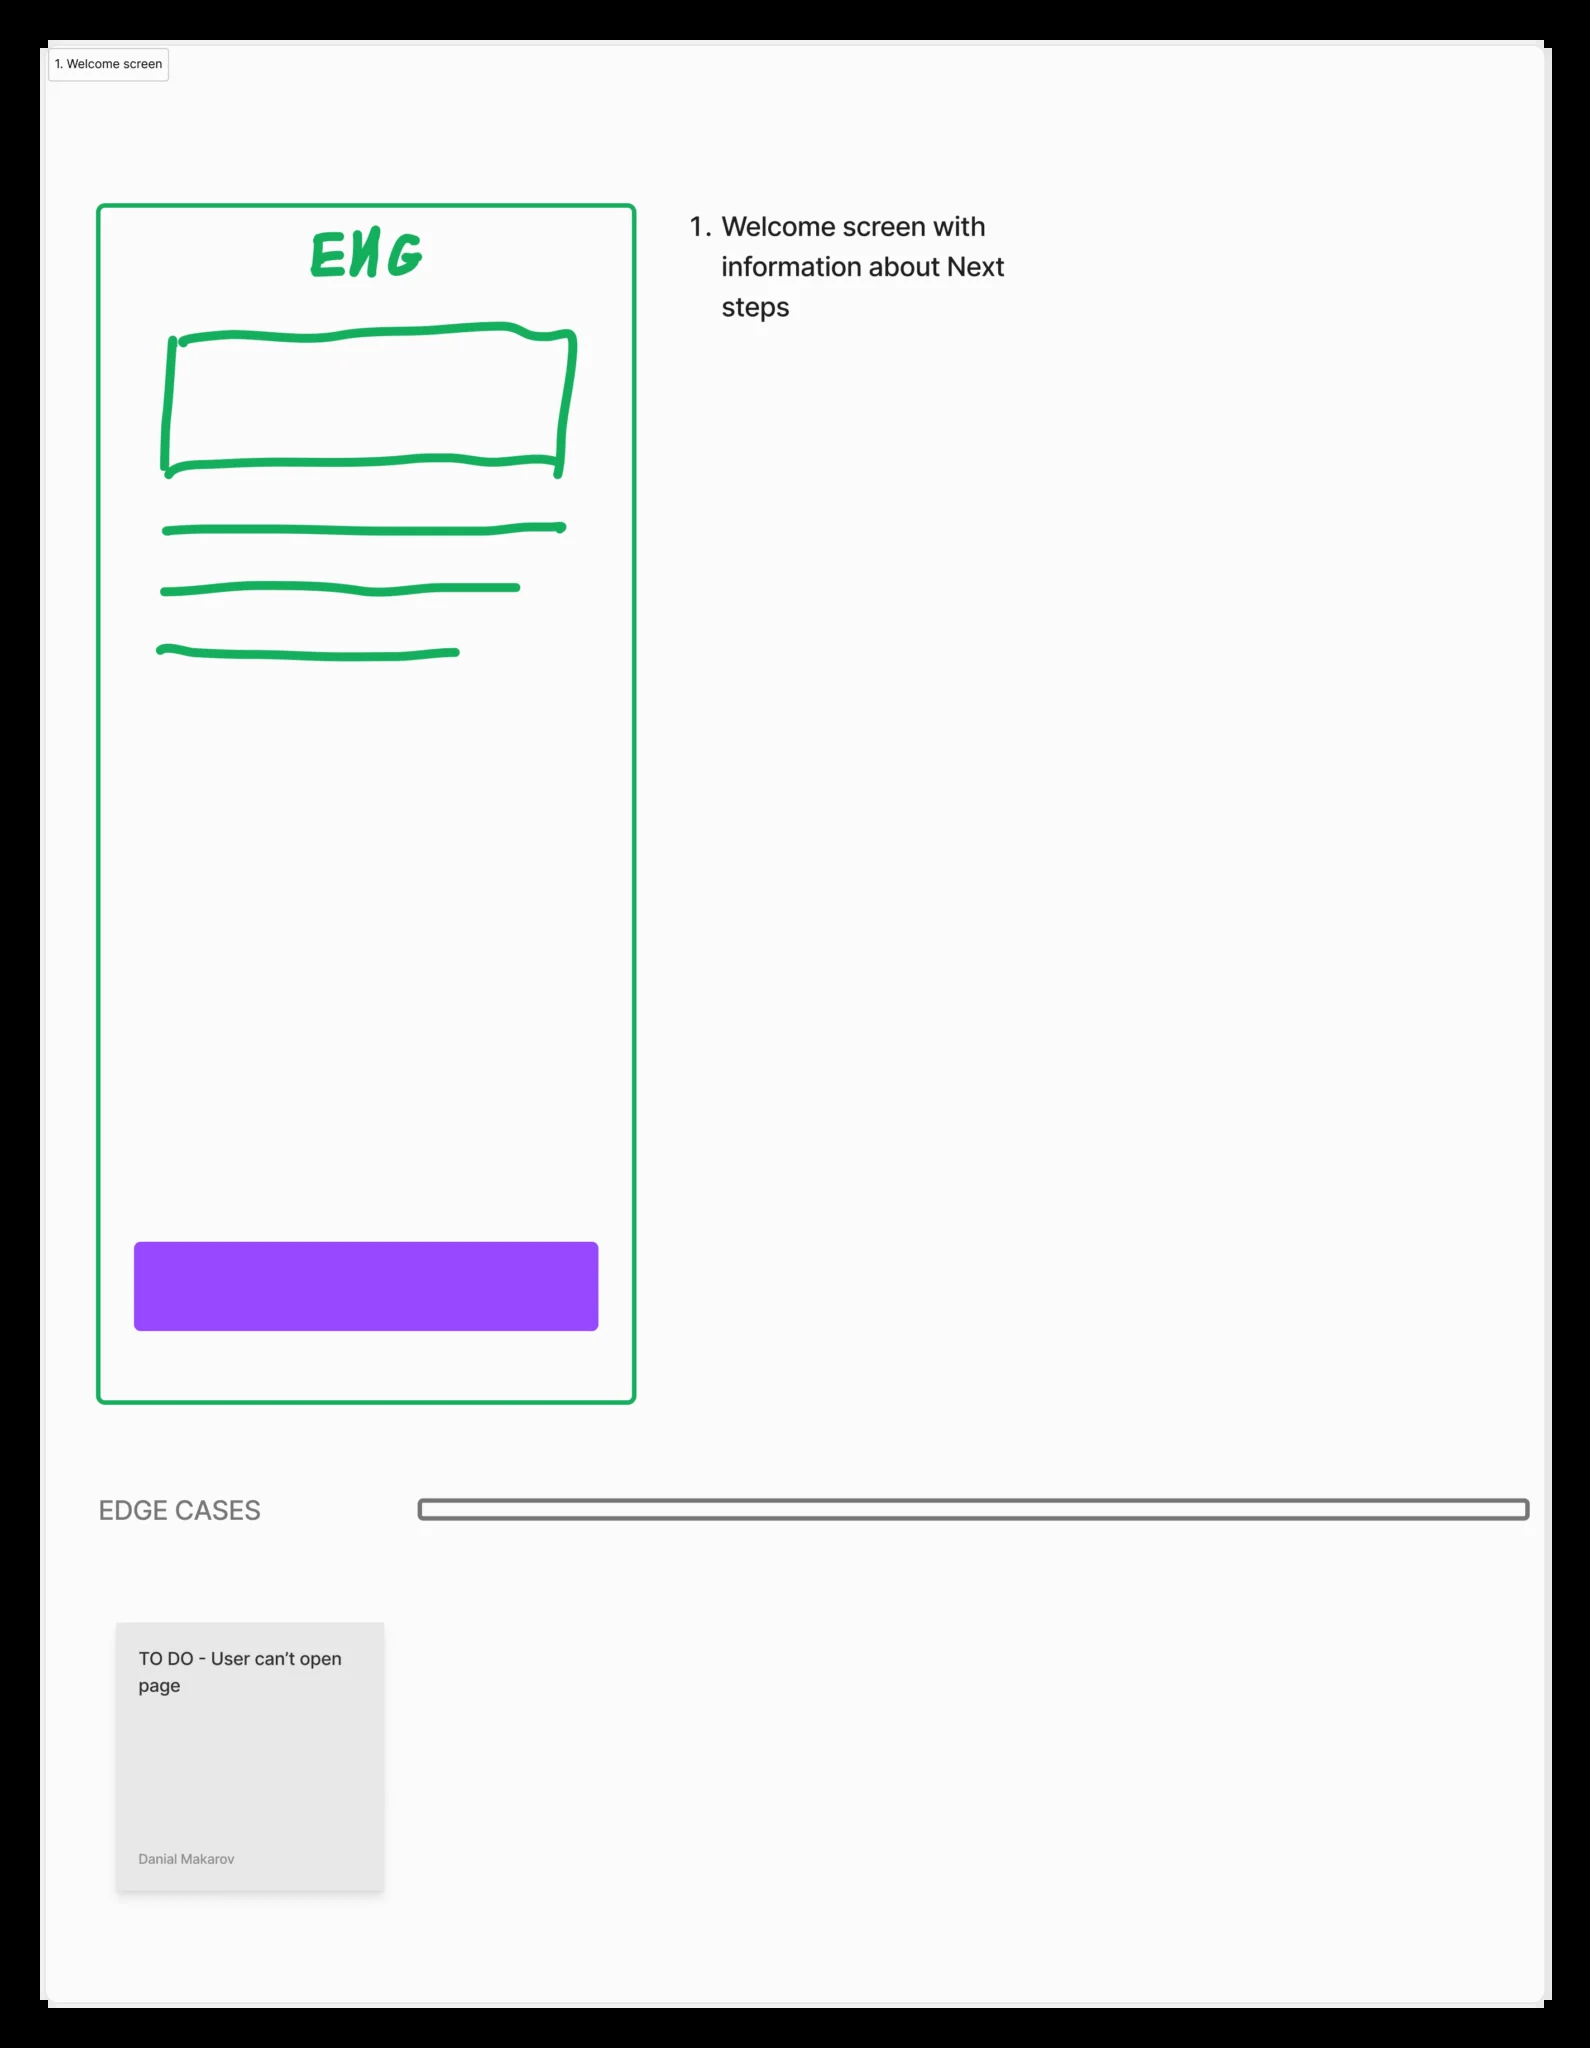 1. Welcome screen
ENG
1. Welcome screen with
information about Next
steps
EDGE CASES
TO DO - User can’t open
page
Danial Makarov